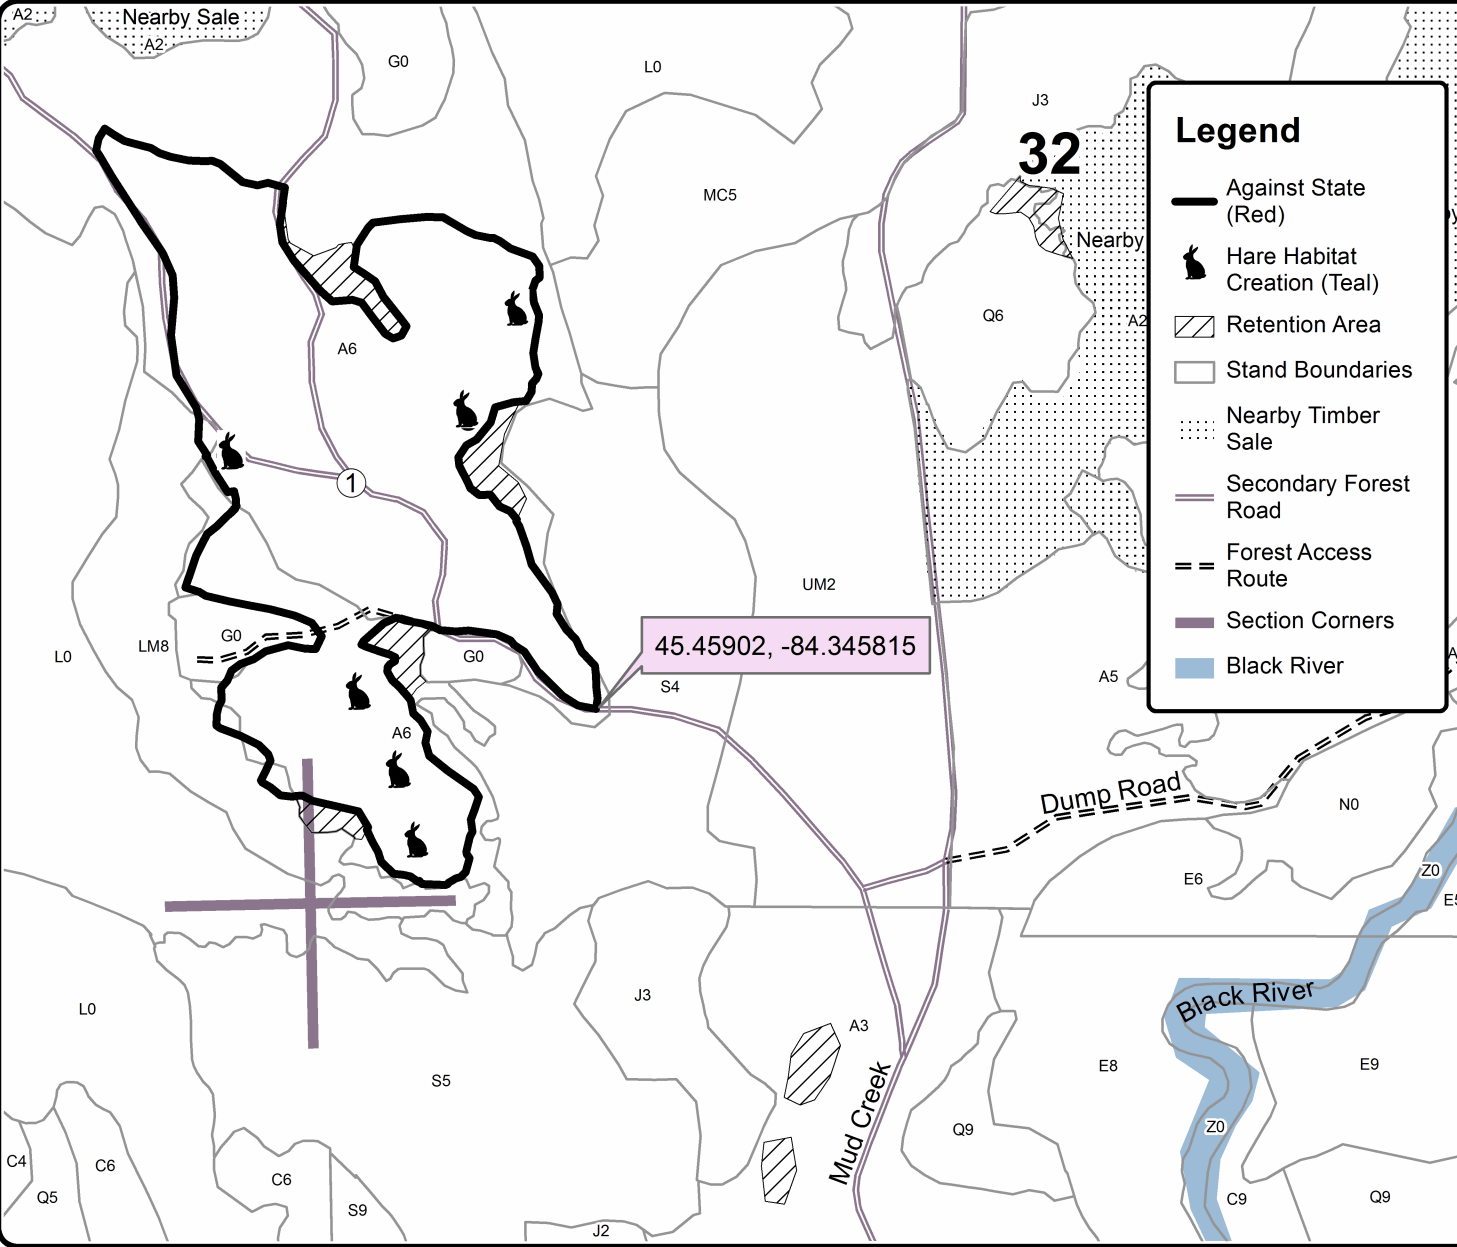 A2
Nearby Sale
A2
G0
L0
J3
32
MC5
Nearby
Q6
A2
A6
1
UM2
LM8
G0
L0
G0
45.45902, -84.345815
S4
A5
A6
Dump Road
N0
E6
Z0
L0
J3
Black River
A3
S5
E8
E9
Mud Creek
Z0
Q9
C4
C6
Q5
C6
S9
C9
Q9
J2
Legend
Against State
(Red)
Hare Habitat
Creation (Teal)
Retention Area
Stand Boundaries
Nearby Timber
Sale
Secondary Forest
Road
Forest Access
Route
Section Corners
Black River